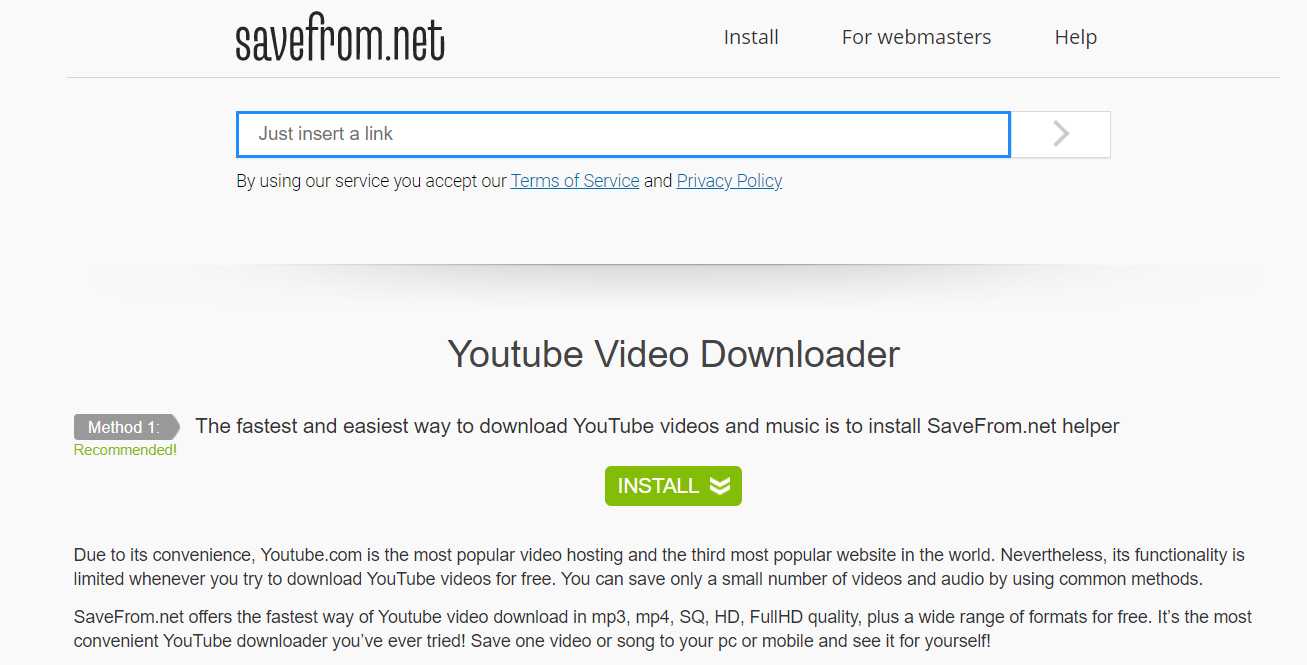 savefrom.net
Install
For webmasters
Help
Just insert a link
By using our service you accept our Terms of Service and Privacy Policy
Youtube Video Downloader
Method 1:
The fastest and easiest way to download YouTube videos and music is to install SaveFrom.net helper
Recommended!
INSTALL
Due to its convenience, Youtube.com is the most popular video hosting and the third most popular website in the world. Nevertheless, its functionality is
limited whenever you try to download YouTube videos for free. You can save only a small number of videos and audio by using common methods.
SaveFrom.net offers the fastest way of Youtube video download in mp3, mp4, SQ, HD, FullHD quality, plus a wide range of formats for free. It’s the most
convenient YouTube downloader you’ve ever tried! Save one video or song to your pc or mobile and see it for yourself!